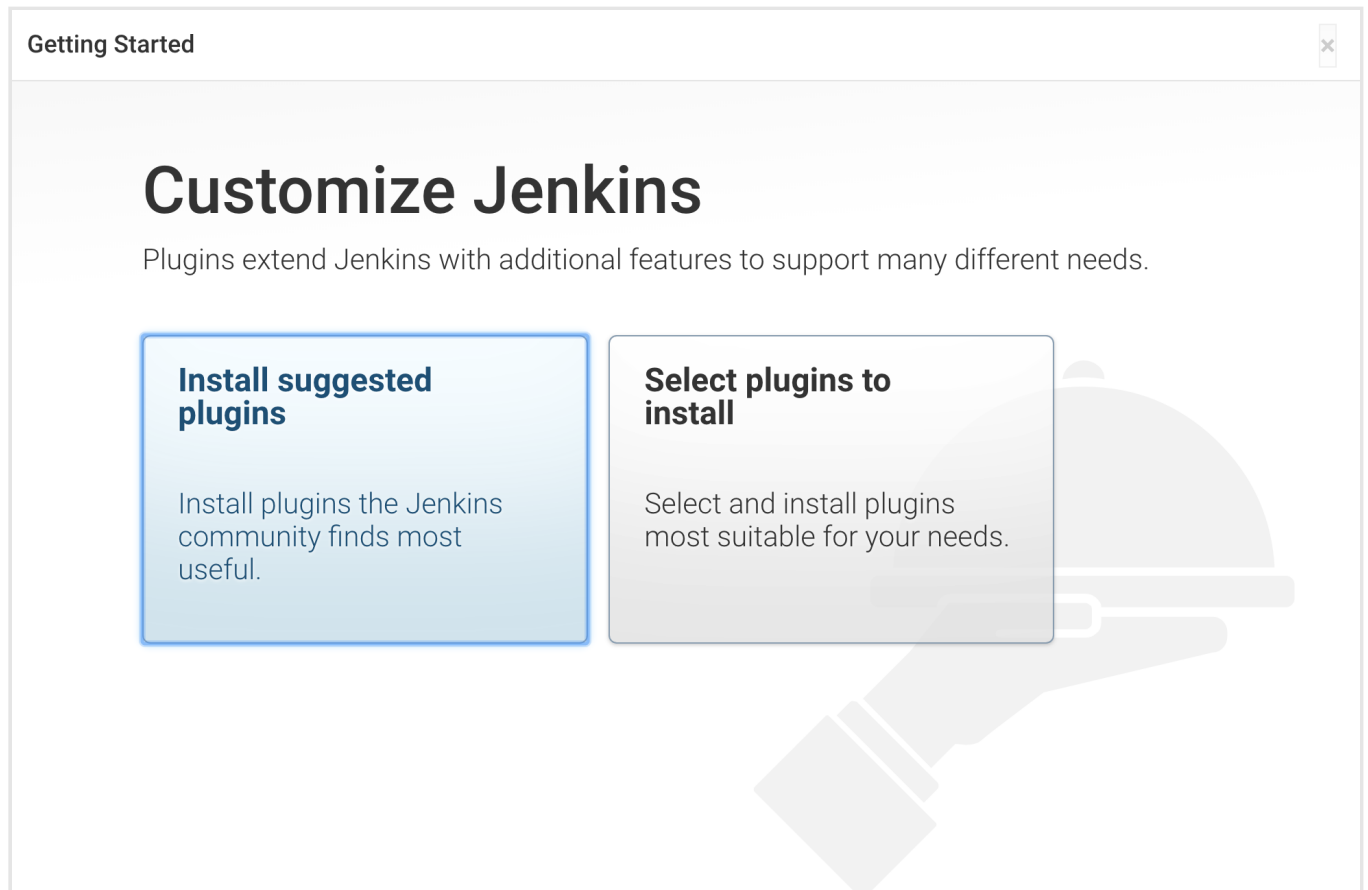 Getting Started
×
Customize Jenkins
Plugins extend Jenkins with additional features to support many different needs.
Install suggested
plugins
Install plugins the Jenkins
community finds most
useful.
Select plugins to
install
Select and install plugins
most suitable for your needs.